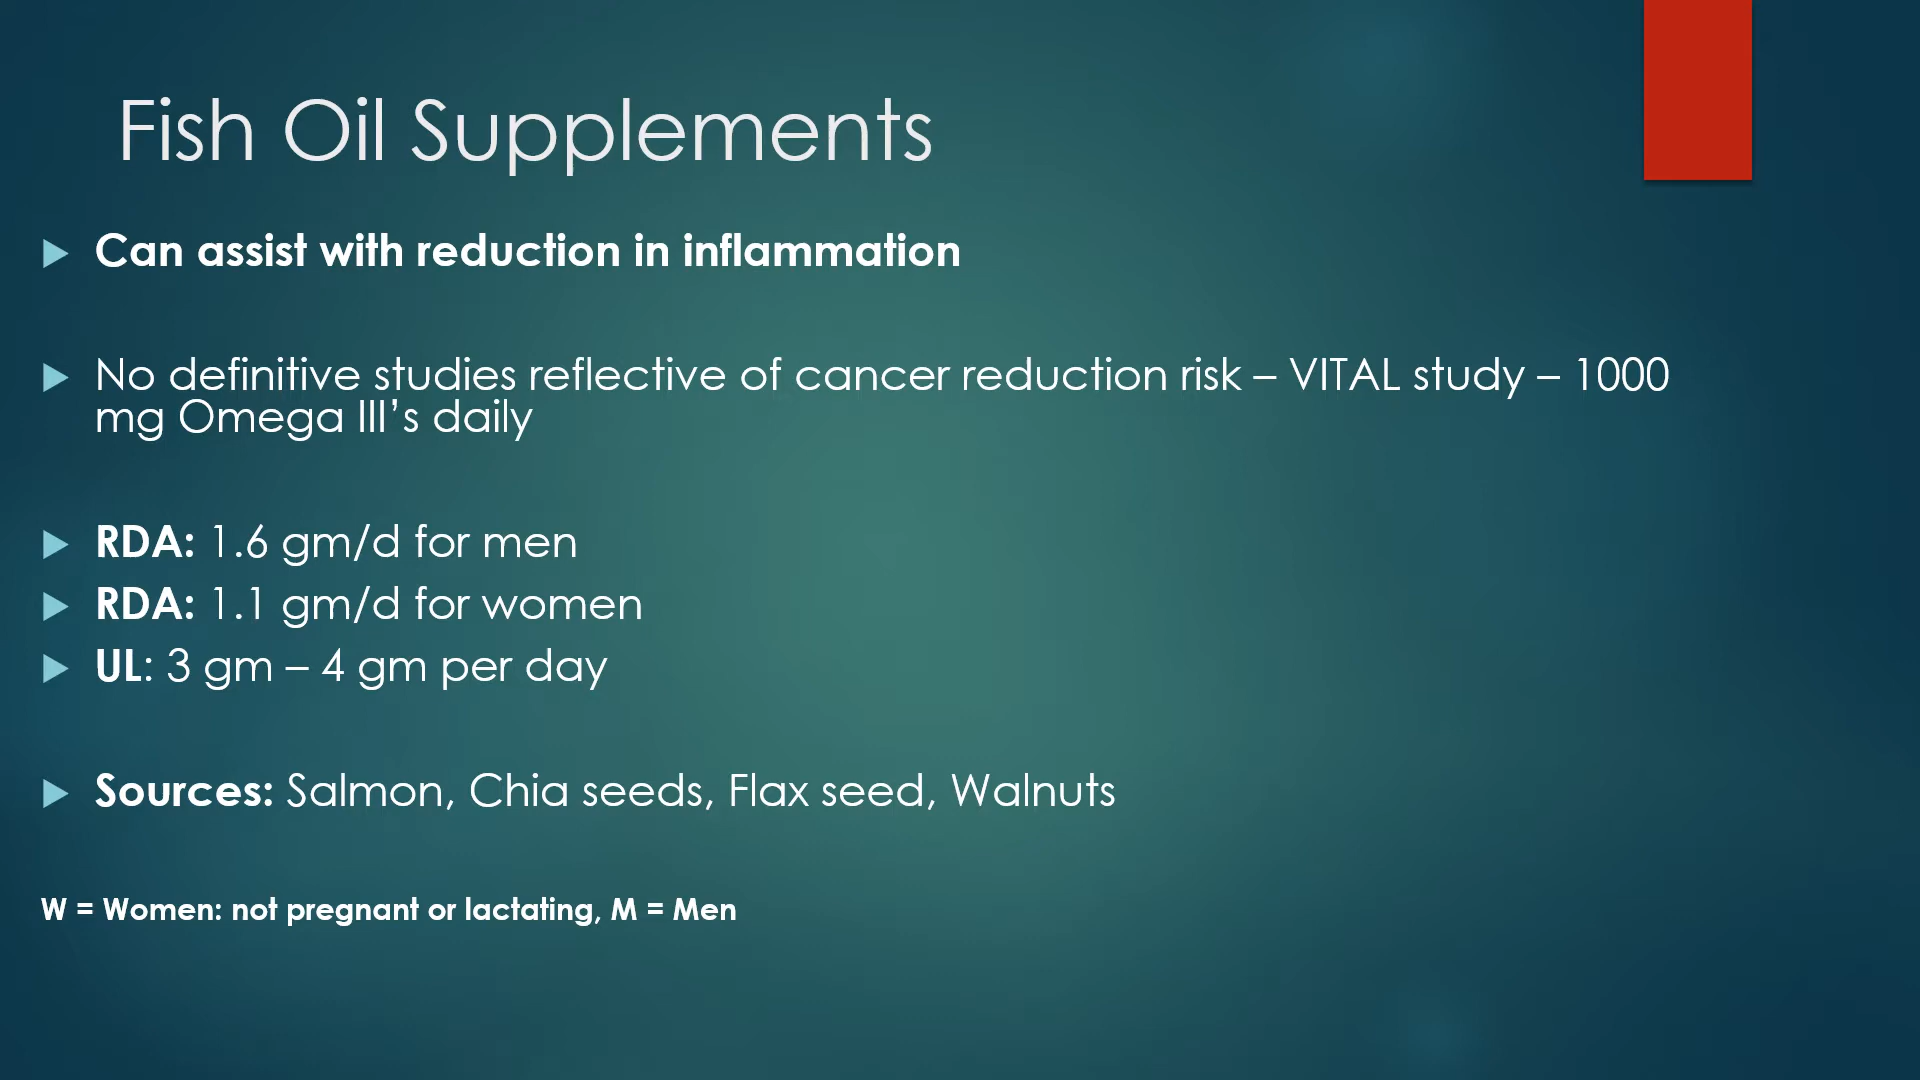 Fish Oil Supplements
Can assist with reduction in inflammation
No definitive studies reflective of cancer reduction risk – VITAL study – 1000
mg Omega III’s daily
RDA: 1.6 gm/d for men
RDA: 1.1 gm/d for women
UL: 3 gm – 4 gm per day
Sources: Salmon, Chia seeds, Flax seed, Walnuts
W = Women: not pregnant or lactating, M = Men